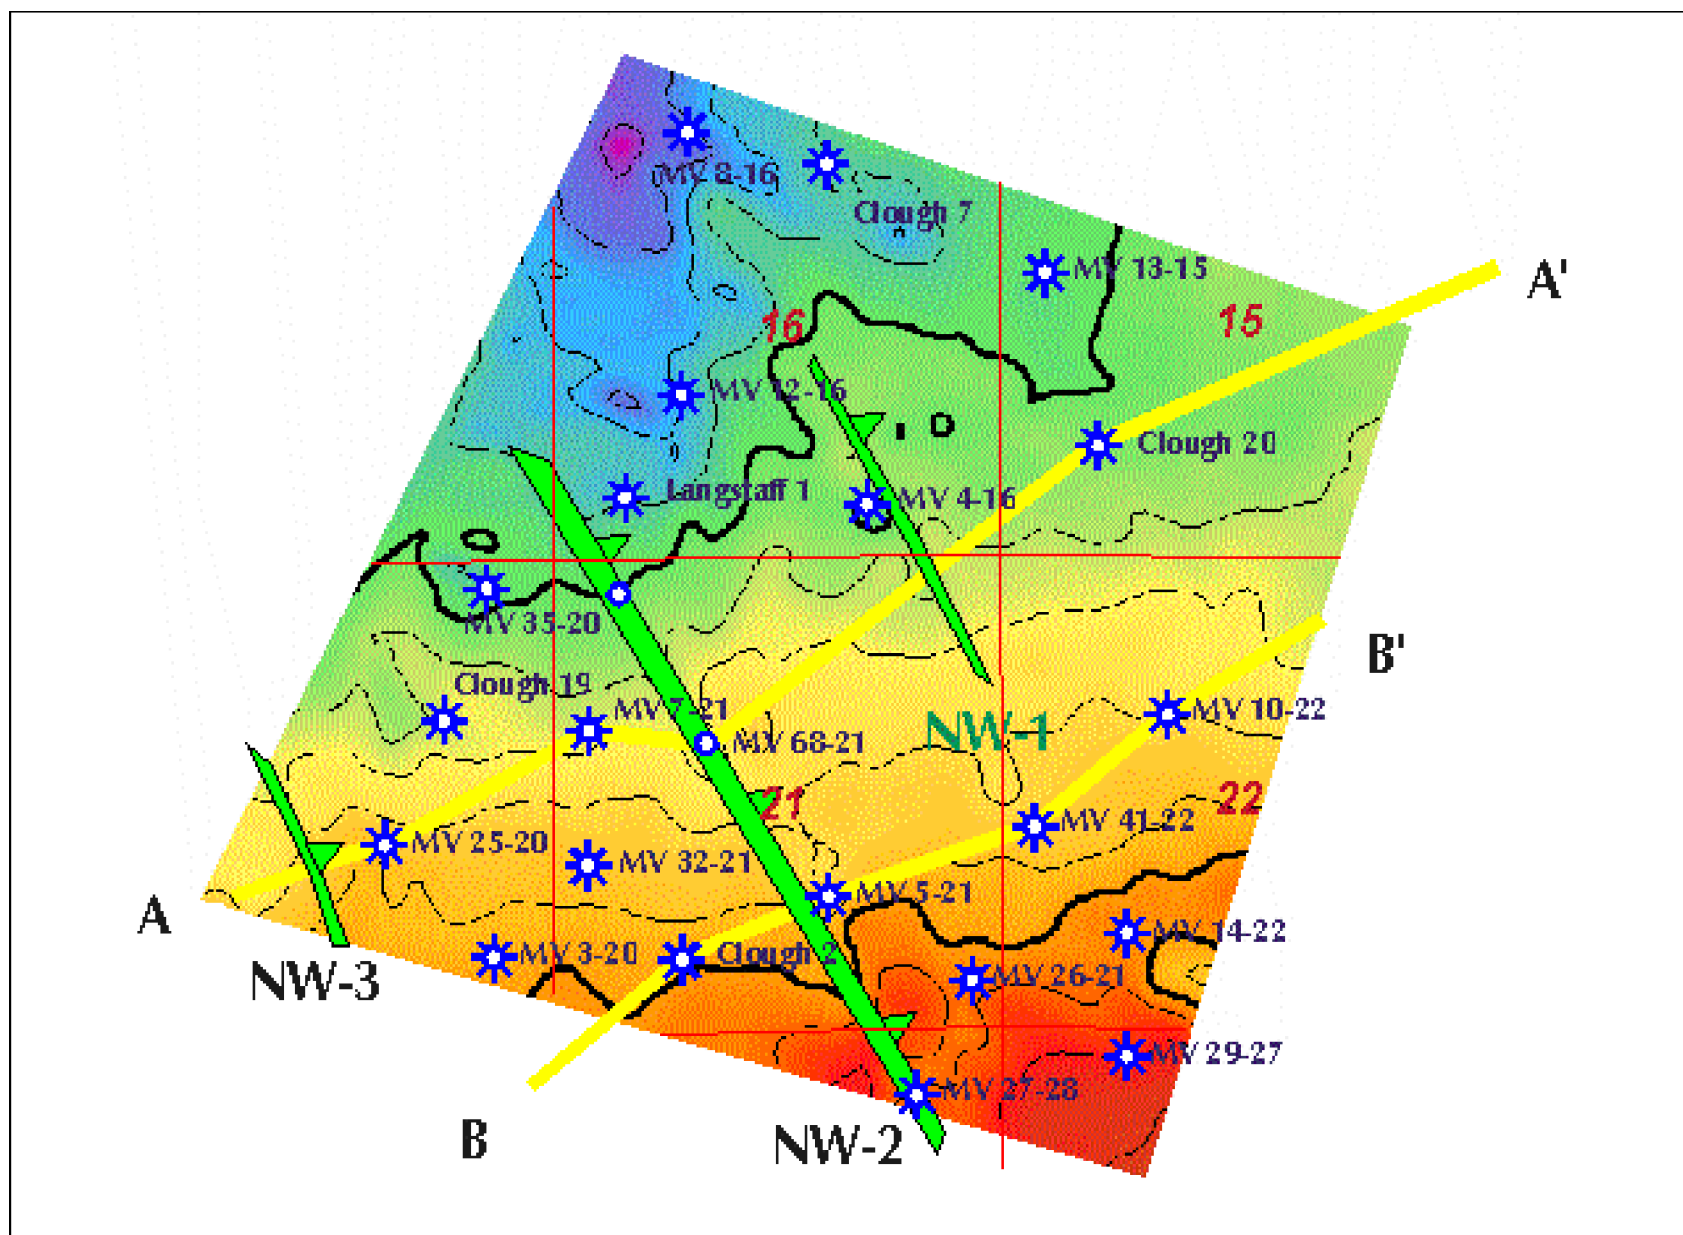 MV 8-16
Clough 7
MV 13-15
A'
16
15
MV 12-16
Clough 20
Langstaff 1
MV 4-16
MV 35-20
B'
Clough 19
MV 7-21
MV 10-22
NW-1
MV 68-21
21
22
MV 41-22
MV 25-20
MV 32-21
A
MV 5-21
MV 14-22
MV 3-20
Clough 2
NW-3
MV 26-21
MV 29-27
MV 27-28
B
NW-2